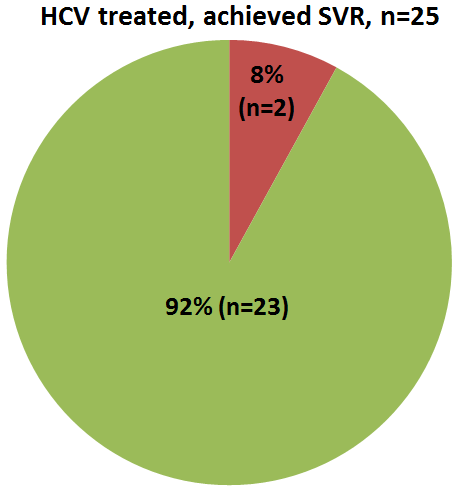 HCV treated, achieved SVR, n=25
8%
(n=2)
92% (n=23)